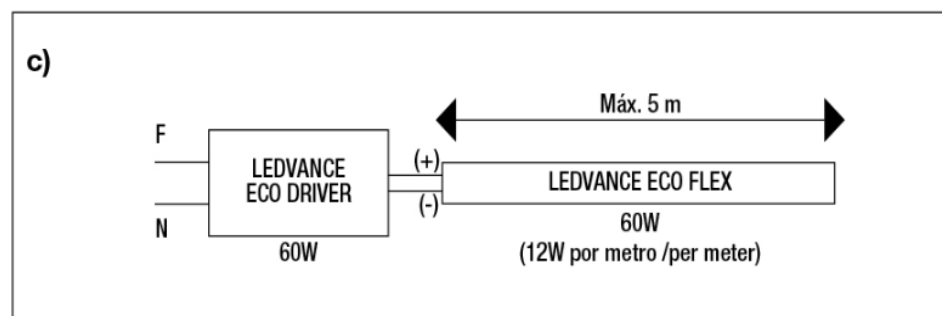 c)
Máx. 5 m
F
LEDVANCE
ECO DRIVER
(+)
LEDVANCE ECO FLEX
(-)
N
60W
60W
(12W por metro /per meter)